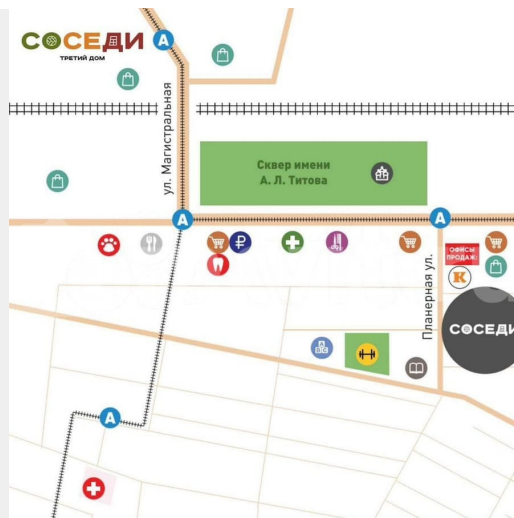 СОСЕДИ
ТРЕТИЙ ДОМ
А
ул. Магистральная
Сквер имени
А. Л. Титова
А
А
₽
ОФИСЫ
ПРОДАЖ:
К
Планерная ул.
СОСЕДИ
А